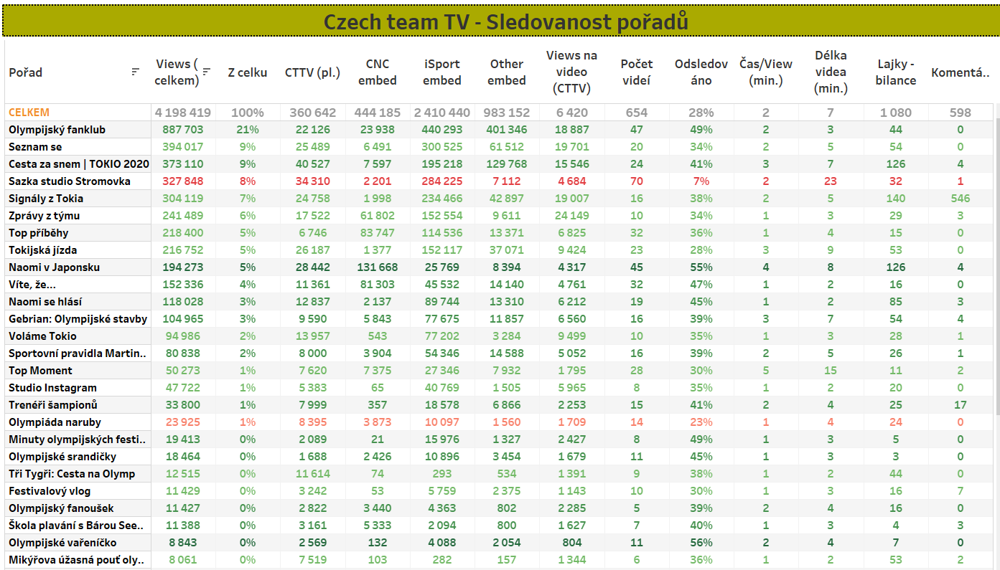 Czech team TV - Sledovanost pořadů
Pořad Views ( celkem) Z celku CTTV (pl.) CNC embed iSport embed Other embed Views na video (CTTV) Počet videí Odsledov áno Čas/View (min.) Délka videa (min.) Lajky - bilance Komentá..
CELKEM 4 198 419 100% 360 642 444 185 2 410 440 983 152 6 420 654 28% 2 7 1 080 598
Olympijský fanklub 887 703 21% 22 126 23 938 440 293 401 346 18 887 47 49% 2 3 44 0
Seznam se 394 017 9% 25 489 6 491 300 525 61 512 19 701 20 34% 2 5 54 0
Cesta za snem | TOKIO 2020 373 110 9% 40 527 7 597 195 218 129 768 15 546 24 41% 3 7 126 4
Sazka studio Stromovka 327 848 8% 34 310 2 201 284 225 7 112 4 684 70 7% 2 23 32 1
Signály z Tokia 304 119 7% 24 758 1 998 234 466 42 897 19 007 16 38% 2 5 140 546
Zprávy z týmu 241 489 6% 17 522 61 802 152 554 9 611 24 149 10 34% 1 3 29 3
Top příběhy 218 400 5% 6 746 83 747 114 536 13 371 6 825 32 36% 1 4 15 0
Tokijská jízda 216 752 5% 26 187 1 377 152 117 37 071 9 424 23 28% 3 9 53 0
Naomi v Japonsku 194 273 5% 28 442 131 668 25 769 8 394 4 317 45 55% 4 8 126 4
Víte, že... 152 336 4% 11 361 81 303 45 532 14 140 4 761 32 47% 1 2 16 0
Naomi se hlásí 118 028 3% 12 837 2 137 89 744 13 310 6 212 19 45% 1 2 85 3
Gebrian: Olympijské stavby 104 965 3% 9 590 5 843 77 675 11 857 6 560 16 39% 3 7 54 4
Voláme Tokio 94 986 2% 13 957 543 77 202 3 284 9 499 10 35% 1 3 28 1
Sportovní pravidla Martin.. 80 838 2% 8 000 3 904 54 346 14 588 5 052 16 39% 2 5 26 1
Top Moment 50 273 1% 7 620 7 375 27 346 7 932 1 795 28 30% 5 15 11 2
Studio Instagram 47 722 1% 5 383 65 40 769 1 505 5 965 8 35% 1 2 20 0
Trenéři šampionů 33 800 1% 7 999 357 18 578 6 866 2 253 15 41% 2 4 25 17
Olympiáda naruby 23 925 1% 8 395 3 873 10 097 1 560 1 709 14 23% 1 4 24 0
Minuty olympijských festi.. 19 413 0% 2 089 21 15 976 1 327 2 427 8 49% 1 3 5 0
Olympijské srandičky 18 464 0% 1 688 2 426 10 896 3 454 1 679 11 45% 1 3 3 0
Tři Tygři: Cesta na Olymp 12 515 0% 11 614 74 293 534 1 391 9 38% 1 2 44 0
Festivalový vlog 11 429 0% 3 242 53 5 759 2 375 1 143 10 30% 1 3 16 7
Olympijský fanoušek 11 427 0% 2 822 3 440 4 363 802 2 285 5 39% 2 4 16 0
Škola plavání s Bárou See.. 11 388 0% 3 161 5 333 2 094 800 1 627 7 40% 1 3 4 3
Olympijské vařeníčko 8 843 0% 2 569 132 4 088 2 054 804 11 56% 2 4 7 0
Mikýřova úžasná pouť oly.. 8 061 0% 7 519 103 282 157 1 344 6 36% 1 2 53 2